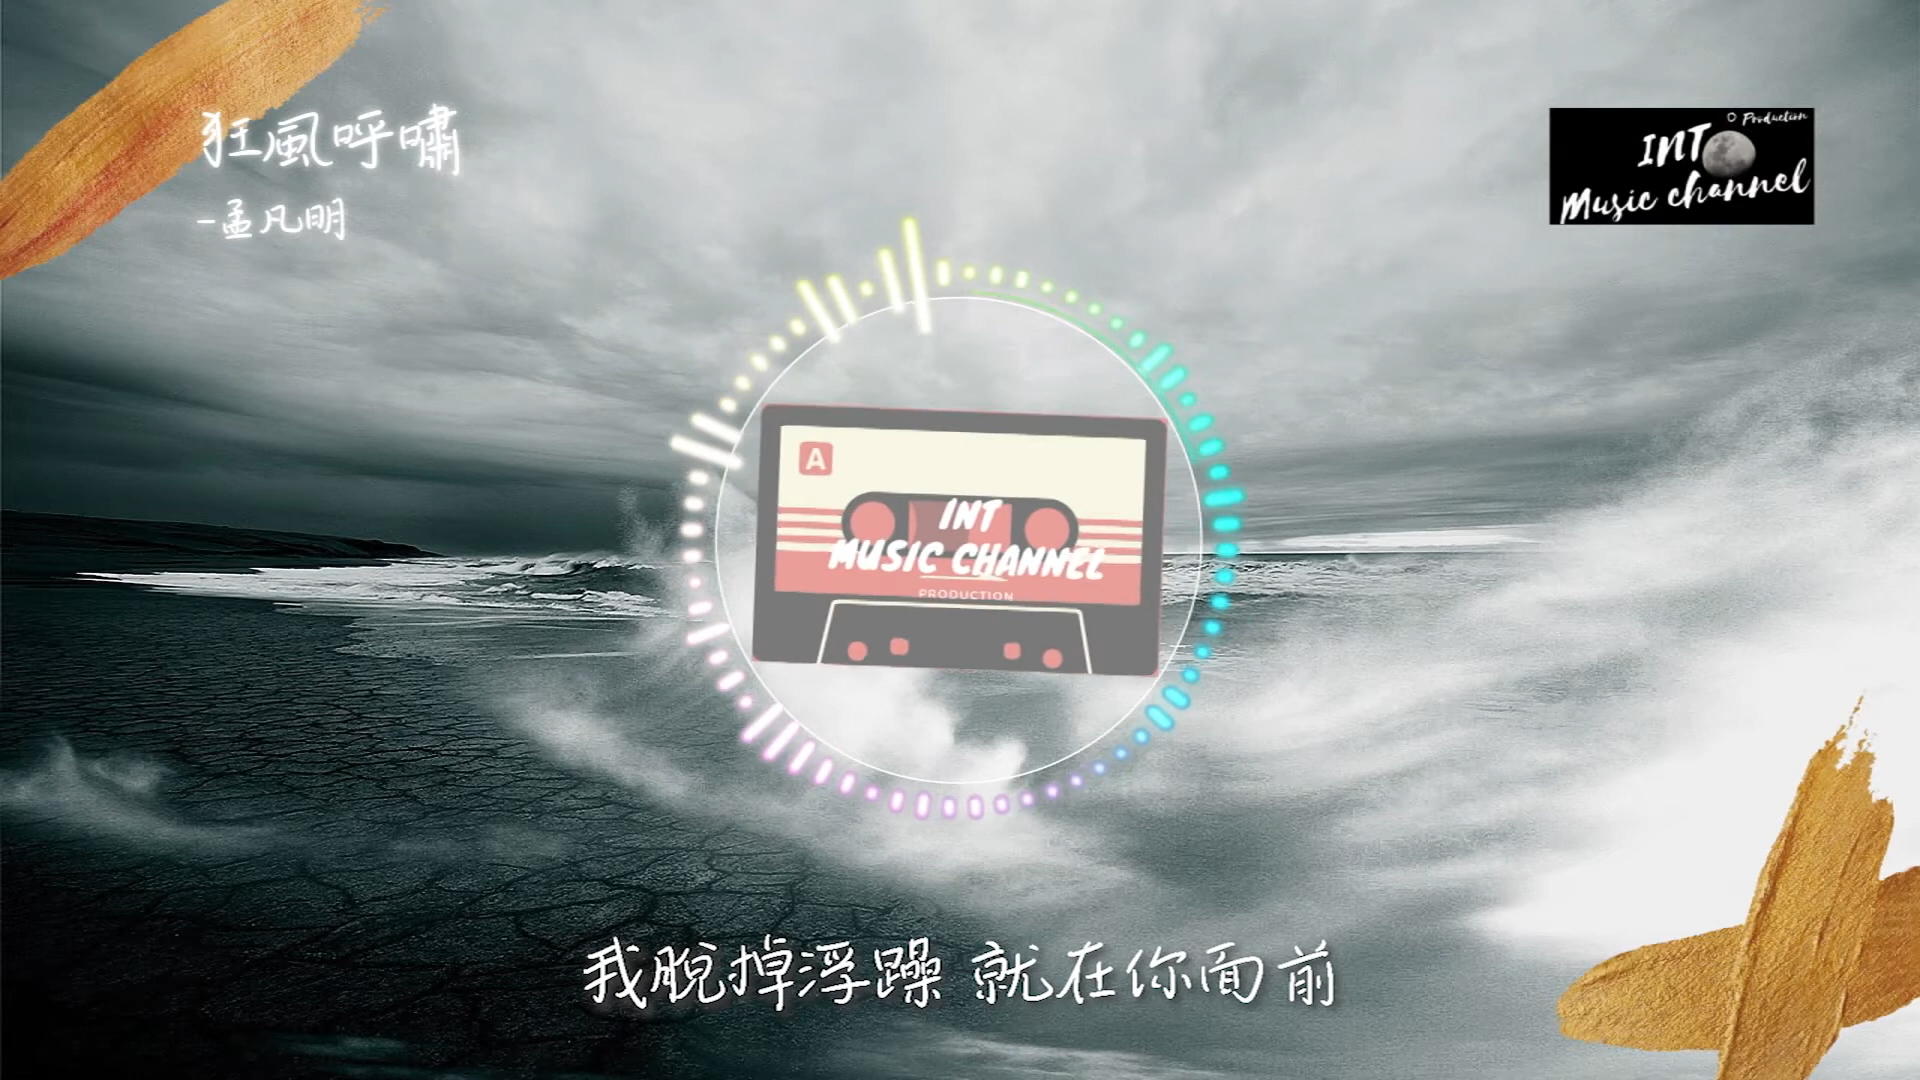 狂風呼嘯
-孟凡明
Production
INT
Music channel
A
INT
MUSIC CHANNEL
PRODUCTION
我脫掉浮躁 就在你面前